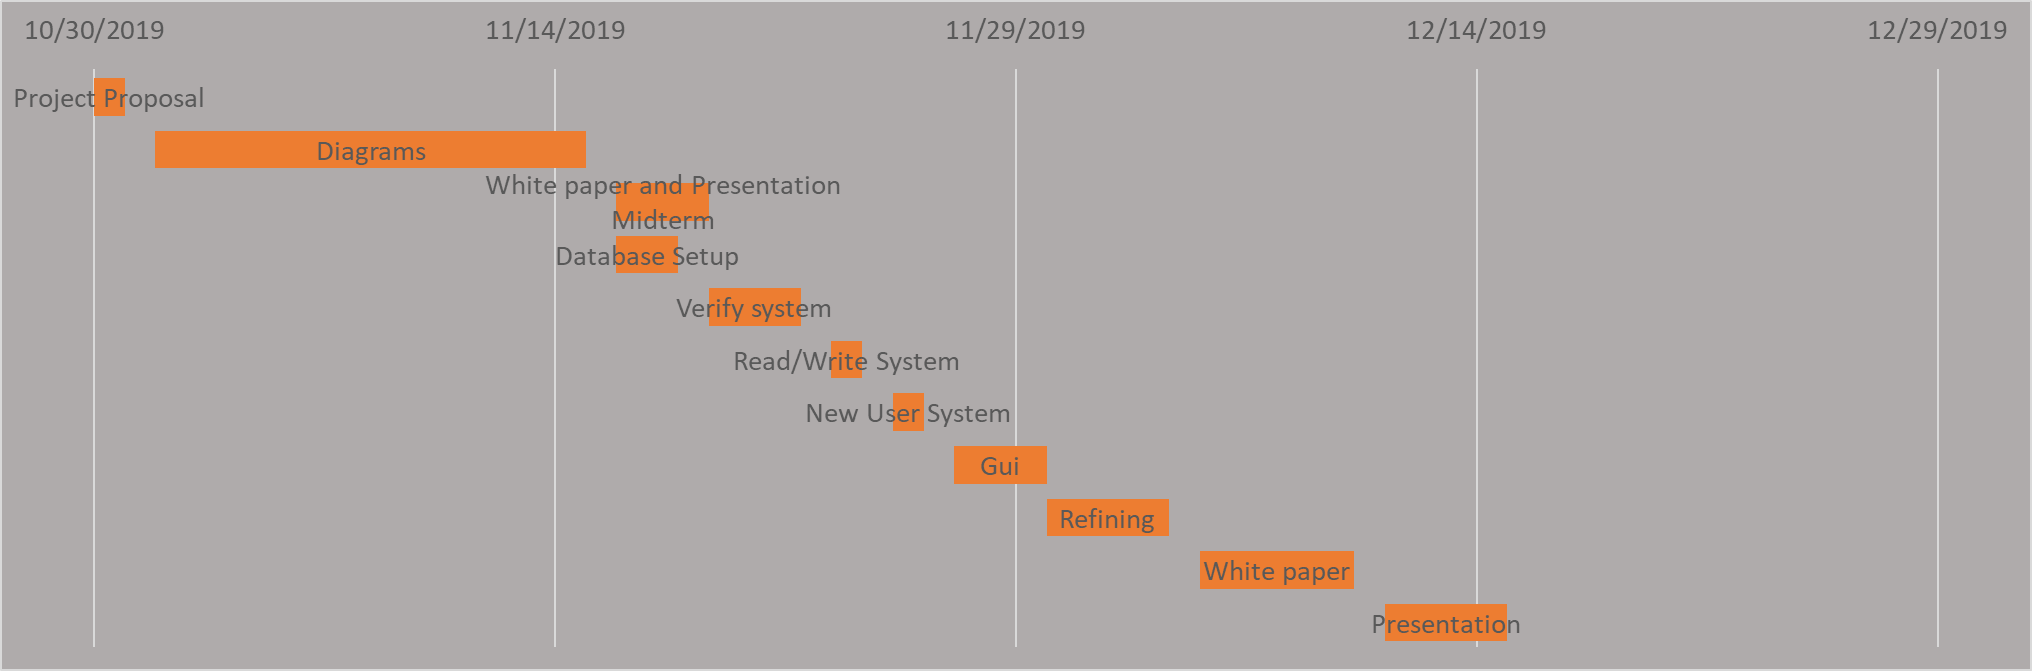 10/30/2019 11/14/2019 11/29/2019 12/14/2019 12/29/2019
Project Proposal
Diagrams
White paper and Presentation
Midterm
Database Setup
Verify system
Read/Write System
New User System
Gui
Refining
White paper
Presentation